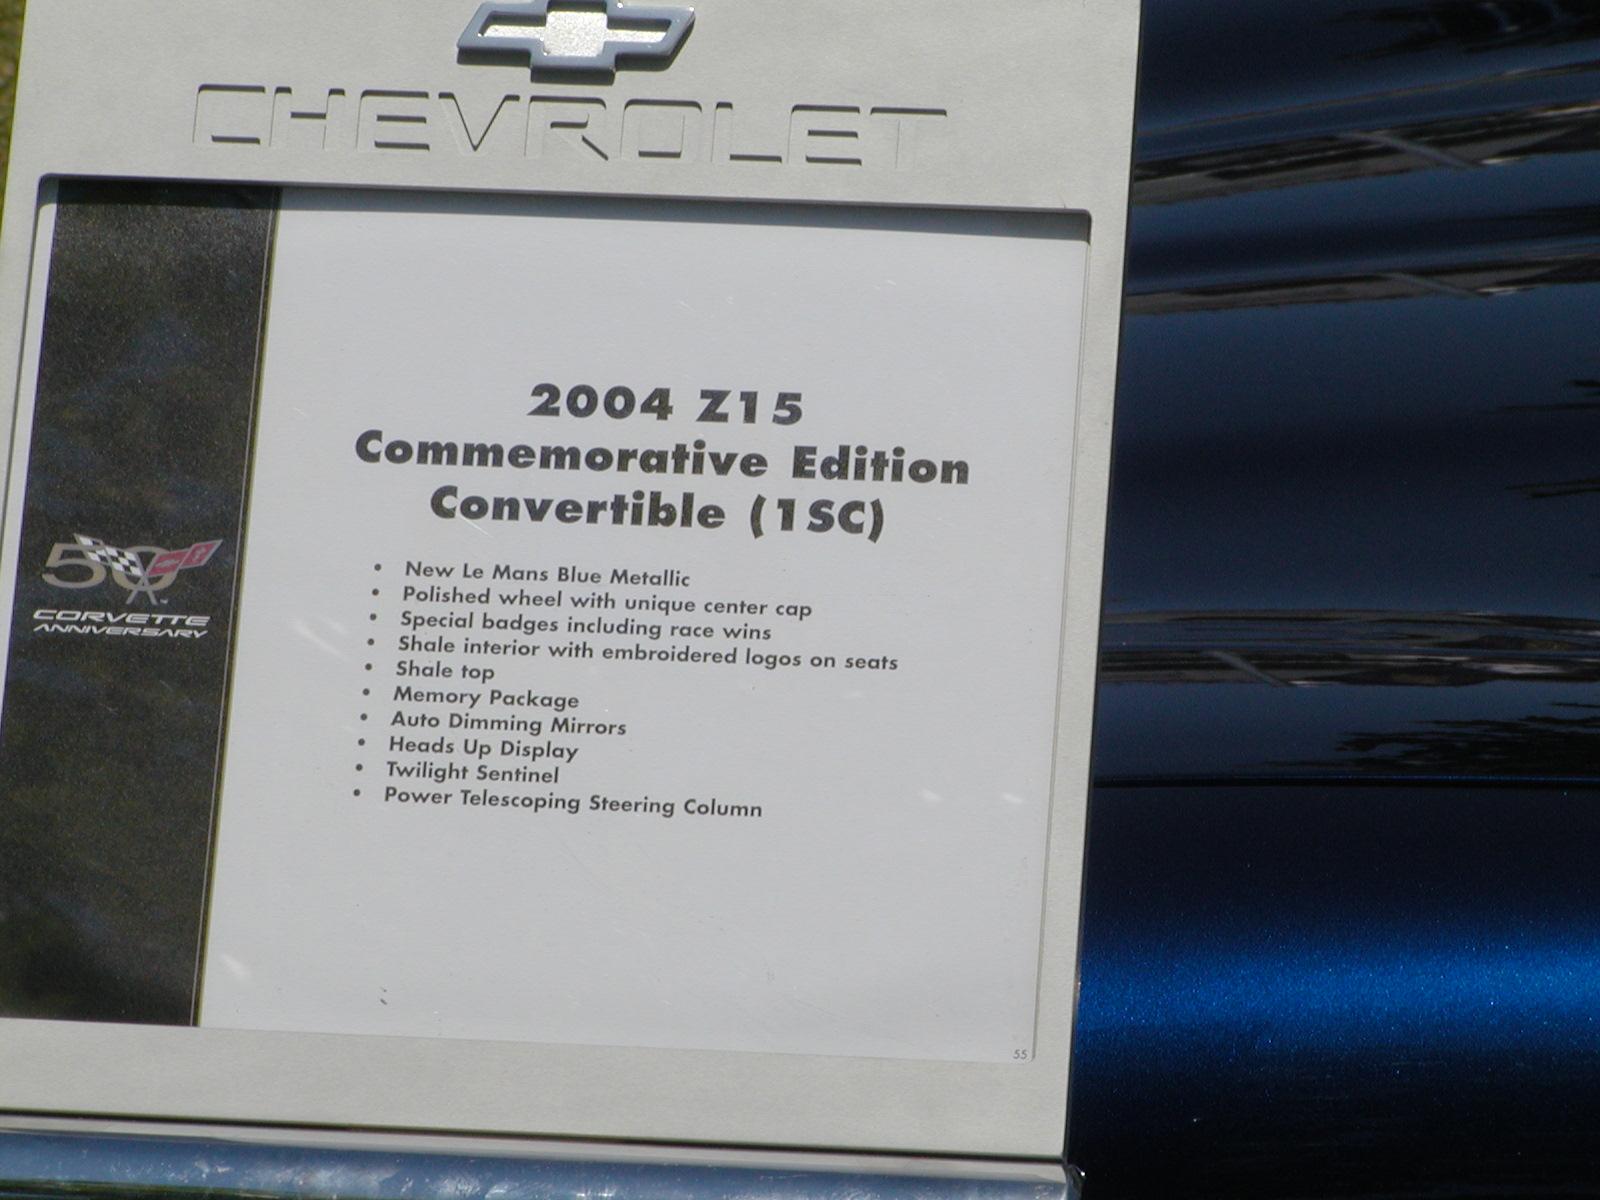 CHEVROLET
2004 Z15
Commemorative Edition
Convertible (1SC)
• New Le Mans Blue Metallic
• Polished wheel with unique center cap
• Special badges including race wins
• Shale interior with embroidered logos on seats
• Shale top
• Memory Package
• Auto Dimming Mirrors
• Heads Up Display
• Twilight Sentinel
• Power Telescoping Steering Column
50
CORVETTE
ANNIVERSARY
55